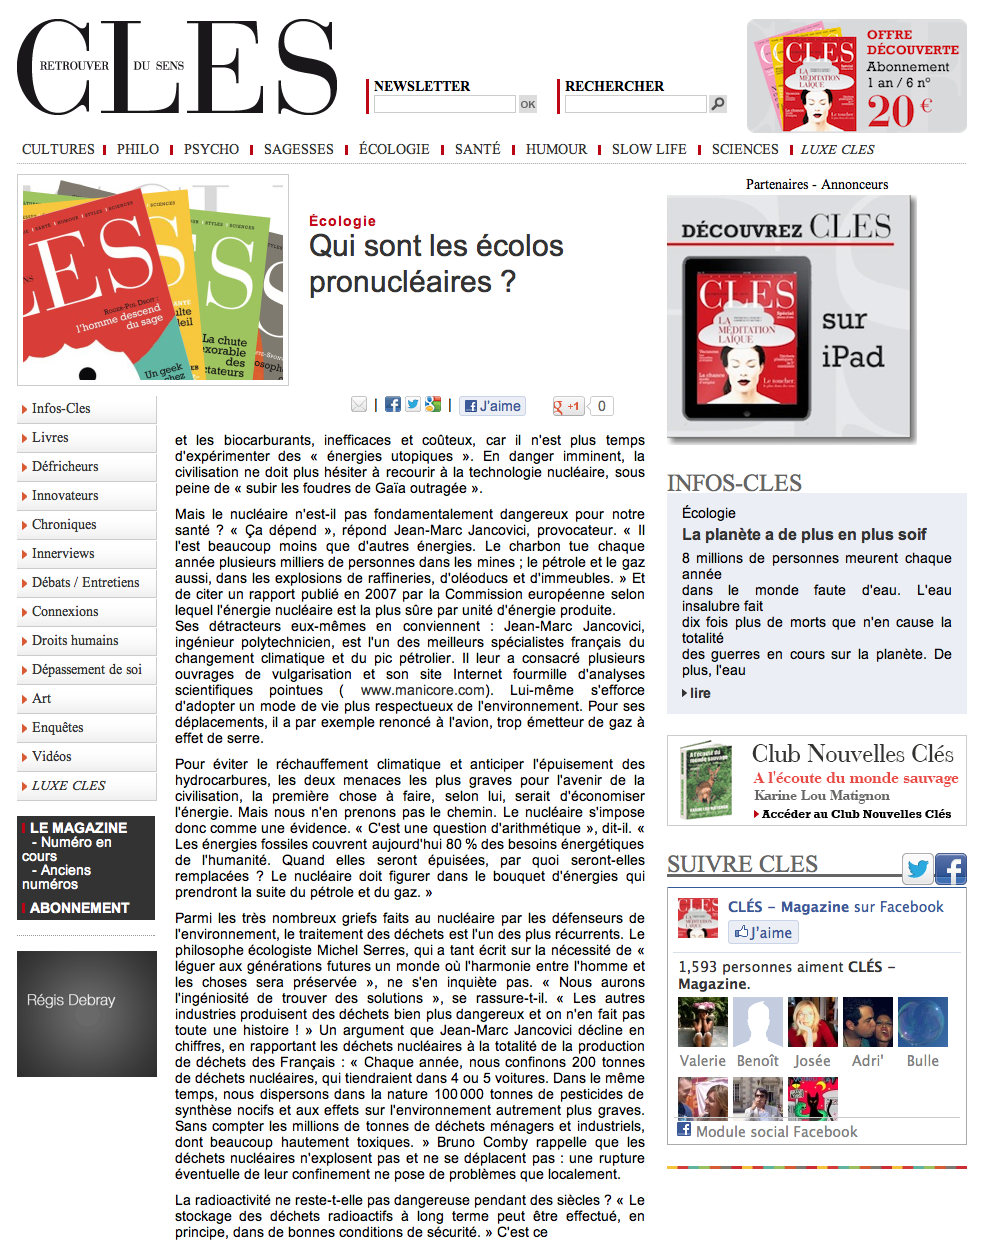 CLES
RETROUVER DU SENS
NEWSLETTER
OK
RECHERCHER
OFFRE
DÉCOUVERTE
Abonnement
1 an / 6 n°
20 €
CULTURES PHILO PSYCHO SAGESSES ÉCOLOGIE SANTÉ HUMOUR SLOW LIFE SCIENCES LUXE CLES
Écologie
Qui sont les écolos
pronucléaires ?
J'aime
+1
0
Infos-Cles
Livres
Défricheurs
Innovateurs
Chroniques
Innerviews
Débats / Entretiens
Connexions
Droits humains
Dépassement de soi
Art
Enquêtes
Vidéos
LUXE CLES
LE MAGAZINE
- Numéro en
cours
- Anciens
numéros
ABONNEMENT
Régis Debray
et les biocarburants, inefficaces et coûteux, car il n'est plus temps
d'expérimenter des « énergies utopiques ». En danger imminent, la
civilisation ne doit plus hésiter à recourir à la technologie nucléaire, sous
peine de « subir les foudres de Gaïa outragée ».
Mais le nucléaire n'est-il pas fondamentalement dangereux pour notre
santé ? « Ça dépend », répond Jean-Marc Jancovici, provocateur. « Il
l'est beaucoup moins que d'autres énergies. Le charbon tue chaque
année plusieurs milliers de personnes dans les mines ; le pétrole et le gaz
aussi, dans les explosions de raffineries, d'oléoducs et d'immeubles. » Et
de citer un rapport publié en 2007 par la Commission européenne selon
lequel l'énergie nucléaire est la plus sûre par unité d'énergie produite.
Ses détracteurs eux-mêmes en conviennent : Jean-Marc Jancovici,
ingénieur polytechnicien, est l'un des meilleurs spécialistes français du
changement climatique et du pic pétrolier. Il leur a consacré plusieurs
ouvrages de vulgarisation et son site Internet fourmille d'analyses
scientifiques pointues ( www.manicore.com). Lui-même s'efforce
d'adopter un mode de vie plus respectueux de l'environnement. Pour ses
déplacements, il a par exemple renoncé à l'avion, trop émetteur de gaz à
effet de serre.
Pour éviter le réchauffement climatique et anticiper l'épuisement des
hydrocarbures, les deux menaces les plus graves pour l'avenir de la
civilisation, la première chose à faire, selon lui, serait d'économiser
l'énergie. Mais nous n'en prenons pas le chemin. Le nucléaire s'impose
donc comme une évidence. « C'est une question d'arithmétique », dit-il. «
Les énergies fossiles couvrent aujourd'hui 80 % des besoins énergétiques
de l'humanité. Quand elles seront épuisées, par quoi seront-elles
remplacées ? Le nucléaire doit figurer dans le bouquet d'énergies qui
prendront la suite du pétrole et du gaz. »
Parmi les très nombreux griefs faits au nucléaire par les défenseurs de
l'environnement, le traitement des déchets est l'un des plus récurrents. Le
philosophe écologiste Michel Serres, qui a tant écrit sur la nécessité de «
léguer aux générations futures un monde où l'harmonie entre l'homme et
les choses sera préservée », ne s'en inquiète pas. « Nous aurons
l'ingéniosité de trouver des solutions », se rassure-t-il. « Les autres
industries produisent des déchets bien plus dangereux et on n'en fait pas
toute une histoire ! » Un argument que Jean-Marc Jancovici décline en
chiffres, en rapportant les déchets nucléaires à la totalité de la production
de déchets des Français : « Chaque année, nous confinons 200 tonnes
de déchets nucléaires, qui tiendraient dans 4 ou 5 voitures. Dans le même
temps, nous dispersons dans la nature 100 000 tonnes de pesticides de
synthèse nocifs et aux effets sur l'environnement autrement plus graves.
Sans compter les millions de tonnes de déchets ménagers et industriels,
dont beaucoup hautement toxiques. » Bruno Comby rappelle que les
déchets nucléaires n'explosent pas et ne se déplacent pas : une rupture
éventuelle de leur confinement ne pose de problèmes que localement.
La radioactivité ne reste-t-elle pas dangereuse pendant des siècles ? « Le
stockage des déchets radioactifs à long terme peut être effectué, en
principe, dans de bonnes conditions de sécurité. » C'est ce
Partenaires - Annonceurs
DÉCOUVREZ CLES
CLES
LA
MÉDITATION
LAÏQUE
sur
iPad
INFOS-CLES
Écologie
La planète a de plus en plus soif
8 millions de personnes meurent chaque
année
dans le monde faute d'eau. L'eau
insalubre fait
dix fois plus de morts que n'en cause la
totalité
des guerres en cours sur la planète. De
plus, l'eau
lire
Club Nouvelles Clés
A l'écoute du monde sauvage
Karine Lou Matignon
Accéder au Club Nouvelles Clés
SUIVRE CLES
CLÉS – Magazine sur Facebook
J'aime
1,593 personnes aiment CLÉS –
Magazine.
Valerie Benoît Josée Adri' Bulle
Module social Facebook